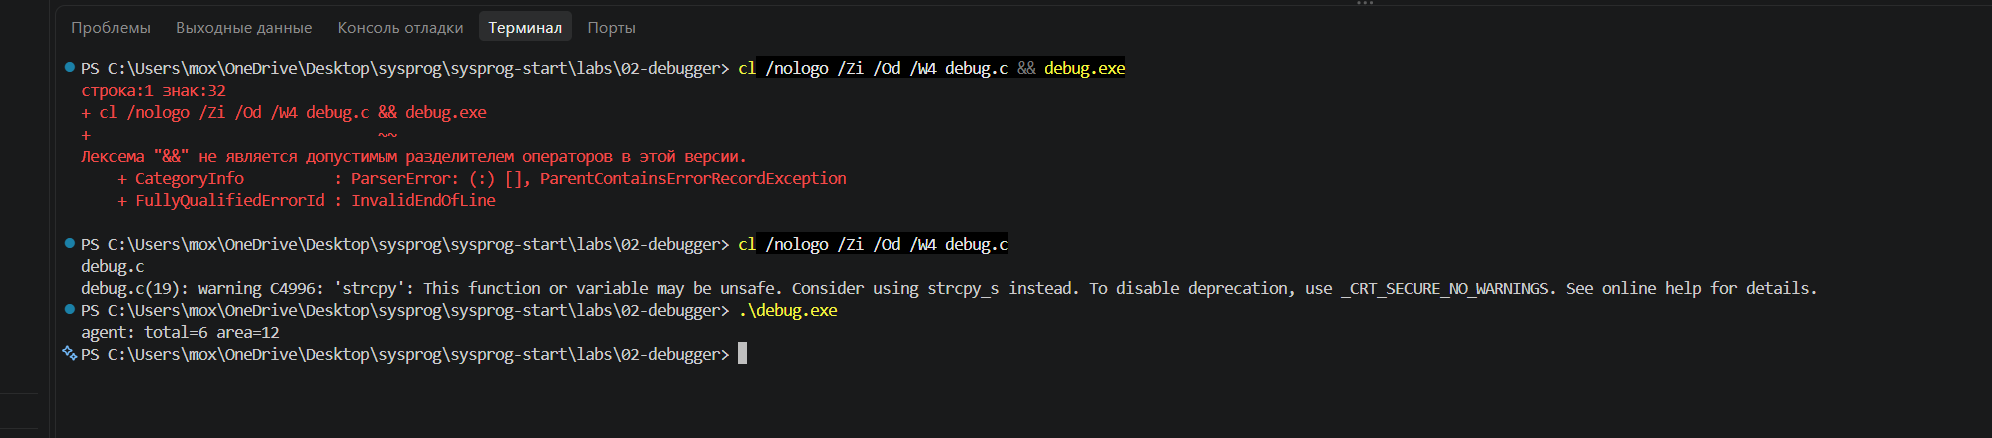 Проблемы Выходные данные Консоль отладки Терминал Порты
PS C:\Users\mox\OneDrive\Desktop\sysprog\sysprog-start\labs\02-debugger> cl /nologo /Zi /Od /W4 debug.c && debug.exe
строка:1 знак:32
+ cl /nologo /Zi /Od /W4 debug.c && debug.exe
+                                ~~
Лексема "&&" не является допустимым разделителем операторов в этой версии.
    + CategoryInfo          : ParserError: (:) [], ParentContainsErrorRecordException
    + FullyQualifiedErrorId : InvalidEndOfLine
PS C:\Users\mox\OneDrive\Desktop\sysprog\sysprog-start\labs\02-debugger> cl /nologo /Zi /Od /W4 debug.c
debug.c
debug.c(19): warning C4996: 'strcpy': This function or variable may be unsafe. Consider using strcpy_s instead. To disable deprecation, use _CRT_SECURE_NO_WARNINGS. See online help for details.
PS C:\Users\mox\OneDrive\Desktop\sysprog\sysprog-start\labs\02-debugger> .\debug.exe
agent: total=6 area=12
PS C:\Users\mox\OneDrive\Desktop\sysprog\sysprog-start\labs\02-debugger>